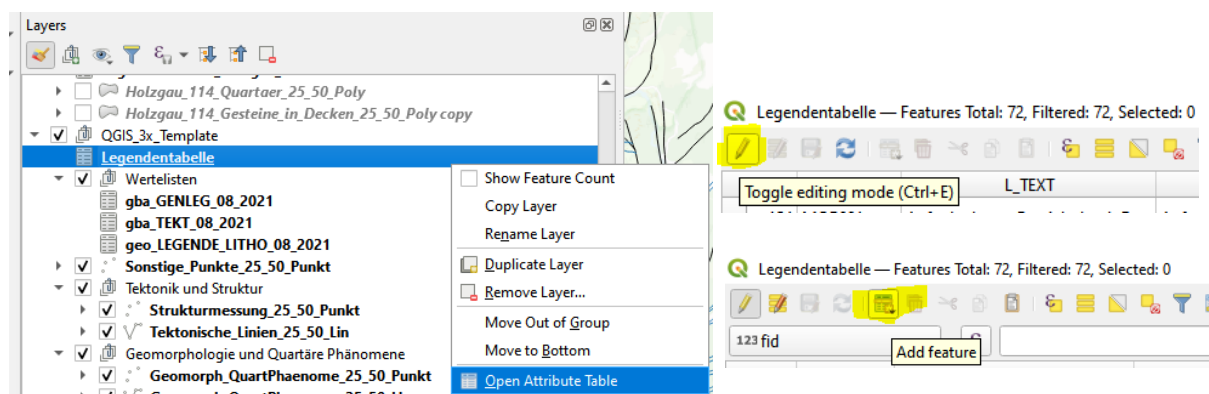 Layers
Holzgau_114_Quartaer_25_50_Poly
Holzgau_114_Gesteine_in_Decken_25_50_Poly copy
QGIS_3x_Template
Legendentabelle
Wertelisten
gba_GENLEG_08_2021
gba_TEKT_08_2021
geo_LEGENDE_LITHO_08_2021
Sonstige_Punkte_25_50_Punkt
Tektonik und Struktur
Strukturmessung_25_50_Punkt
Tektonische_Linien_25_50_Lin
Geomorphologie und Quartäre Phänomene
Geomorph_QuartPhaenome_25_50_Punkt
Show Feature Count
Copy Layer
Rename Layer
Duplicate Layer
Remove Layer...
Move Out of Group
Move to Bottom
Open Attribute Table
Legendentabelle — Features Total: 72, Filtered: 72, Selected: 0
Toggle editing mode (Ctrl+E)
L_TEXT
Legendentabelle — Features Total: 72, Filtered: 72, Selected: 0
123 fid
Add feature